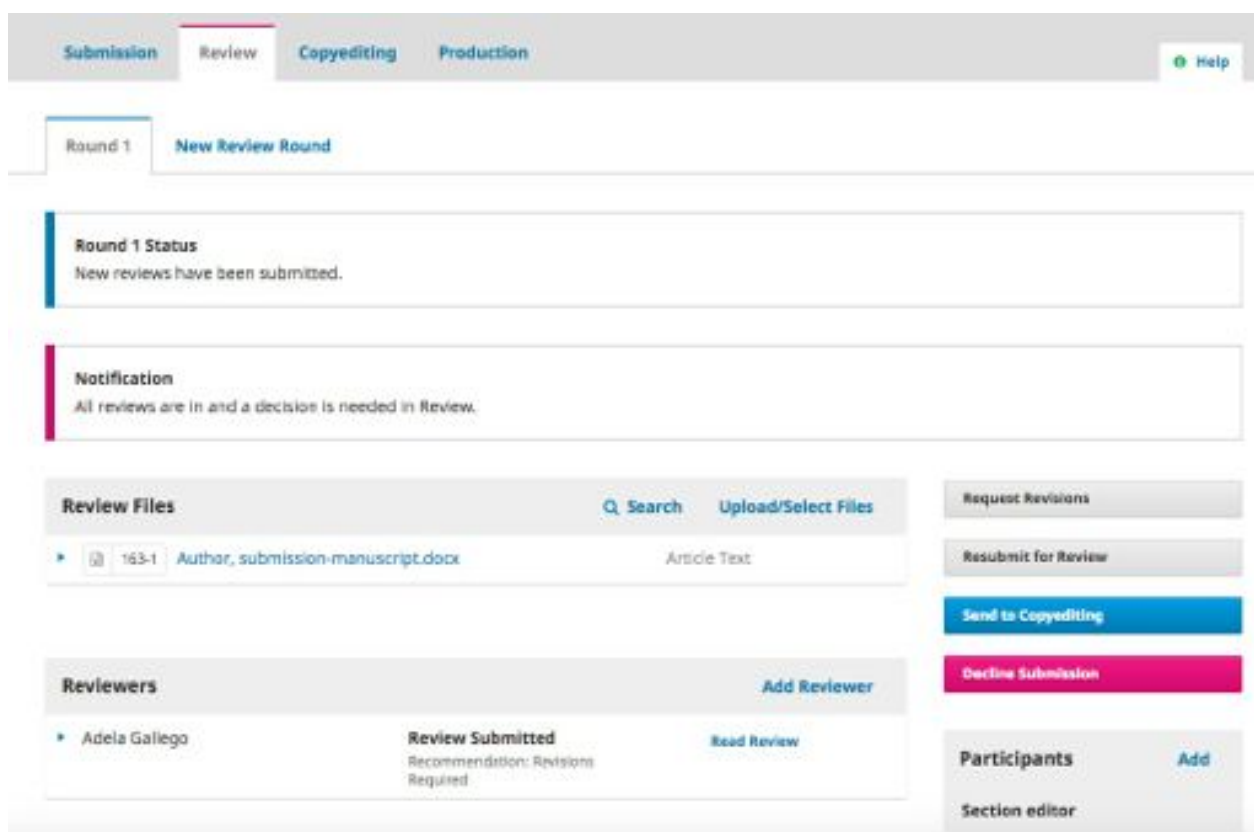 Submission Review Copyediting Production
Help
Round 1 New Review Round
Round 1 Status
New reviews have been submitted.
Notification
All reviews are in and a decision is needed in Review.
Review Files Search Upload/Select Files
163-1 Author, submission-manuscript.docx Article Text
Reviewers Add Reviewer
Adela Gallego Review Submitted Read Review
Recommendation: Revisions
Required
Request Revisions
Resubmit for Review
Send to Copyediting
Decline Submission
Participants Add
Section editor